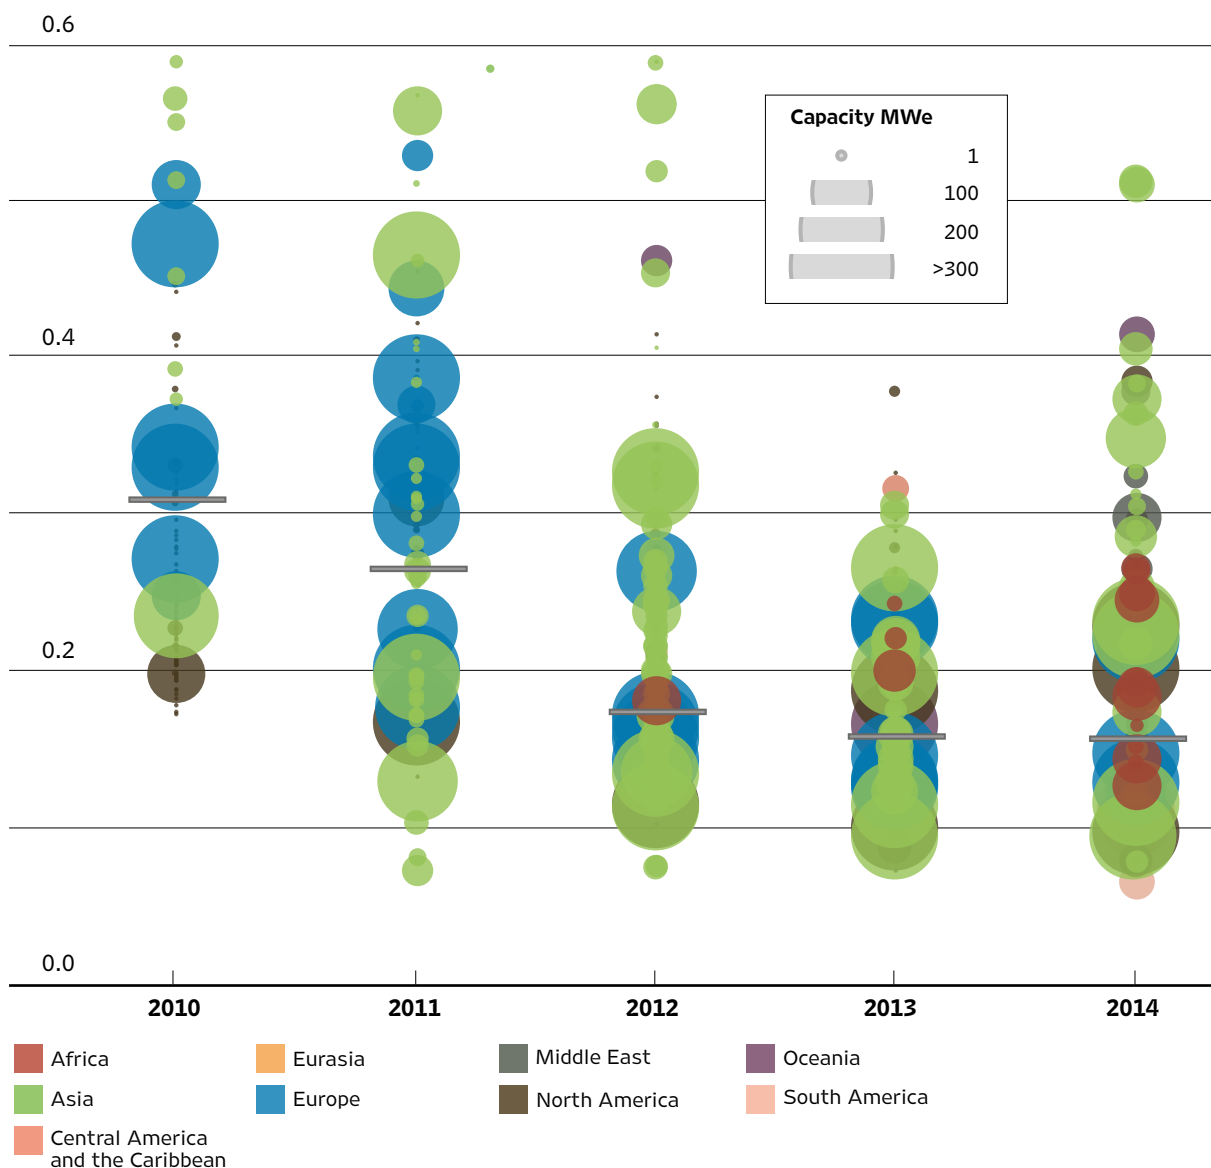 0.6
Capacity MWe
1
100
200
>300
0.4
0.2
0.0
2010 2011 2012 2013 2014
Africa Eurasia Middle East Oceania
Asia Europe North America South America
Central America
and the Caribbean